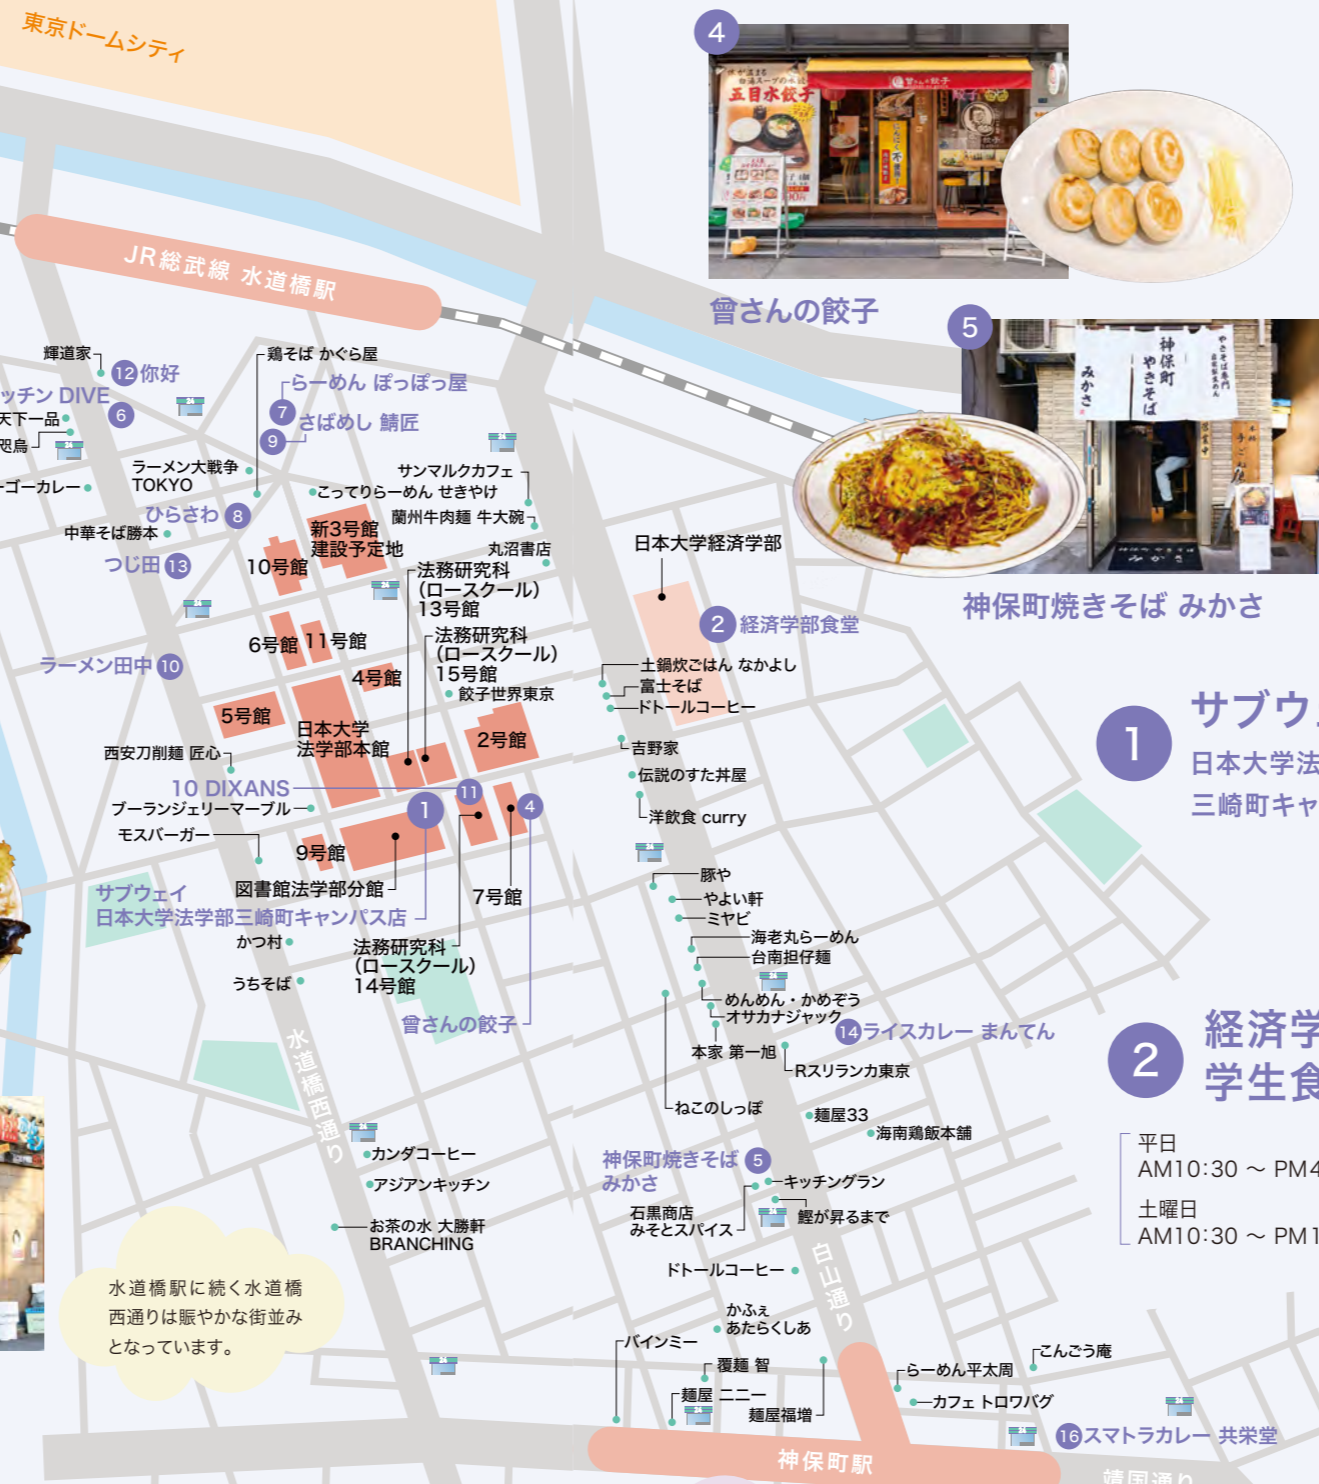 東京ドームシティ
JR総武線 水道橋駅
4
五目水餃子
曾さんの餃子
5
やきそば専門
神保町
やきそば
みかさ
神保町焼きそば みかさ
輝道家
12 你好
ッチン DIVE
6
天下一品
咫烏
ーゴーカレー
鶏そば かぐら屋
らーめん ぽっぽっ屋
7
さばめし 鯖匠
9
ラーメン大戦争
TOKYO
こってりらーめん せきやけ
サンマルクカフェ
蘭州牛肉麺 牛大碗
丸沼書店
ひらさわ 8
中華そば勝本
つじ田 13
ラーメン田中 10
新3号館
建設予定地
10号館
法務研究科
(ロースクール)
13号館
6号館
11号館
法務研究科
(ロースクール)
15号館
4号館
餃子世界東京
5号館
日本大学
法学部本館
2号館
日本大学経済学部
2 経済学部食堂
土鍋炊ごはん なかよし
富士そば
ドトールコーヒー
吉野家
伝説のすた丼屋
洋飲食 curry
西安刀削麺 匠心
10 DIXANS
11
ブーランジェリーマーブル
モスバーガー
1
4
9号館
図書館法学部分館
7号館
サブウェイ
日本大学法学部三崎町キャンパス店
かつ村
うちそば
法務研究科
(ロースクール)
14号館
曾さんの餃子
豚や
やよい軒
ミヤビ
海老丸らーめん
台南担仔麺
めんめん・かめぞう
オサカナジャック
14 ライスカレー まんてん
本家 第一旭
Rスリランカ東京
ねこのしっぽ
麺屋33
海南鶏飯本舗
水道橋西通り
カンダコーヒー
アジアンキッチン
お茶の水 大勝軒
BRANCHING
神保町焼きそば 5
みかさ
キッチングラン
石黒商店
みそとスパイス
鰹が昇るまで
白山通り
ドトールコーヒー
かふぇ
あたらくしあ
バインミー
覆麺 智
麺屋 二二一
麺屋福増
らーめん平太周
こんごう庵
カフェ トロワバグ
16 スマトラカレー 共栄堂
神保町駅
靖国通り
水道橋駅に続く水道橋
西通りは賑やかな街並み
となっています。
1
サブウ
日本大学法
三崎町キャ
2
経済学
学生食
平日
AM10:30 ～ PM4
土曜日
AM10:30 ～ PM1